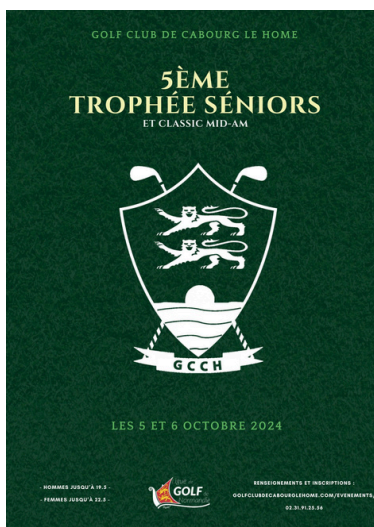 GOLF CLUB DE CABOURG LE HOME
5ÈME
TROPHÉE SÉNIORS
ET CLASSIC MID-AM
GCCH
LES 5 ET 6 OCTOBRE 2024
- HOMMES JUSQU'À 19.5 -
- FEMMES JUSQU'À 22.5 -
GOLF
Normandie
RENSEIGNEMENTS ET INSCRIPTIONS :
GOLFCLUBDECABOURGLEHOME.COM/EVENEMENTS/
02.31.91.25.56